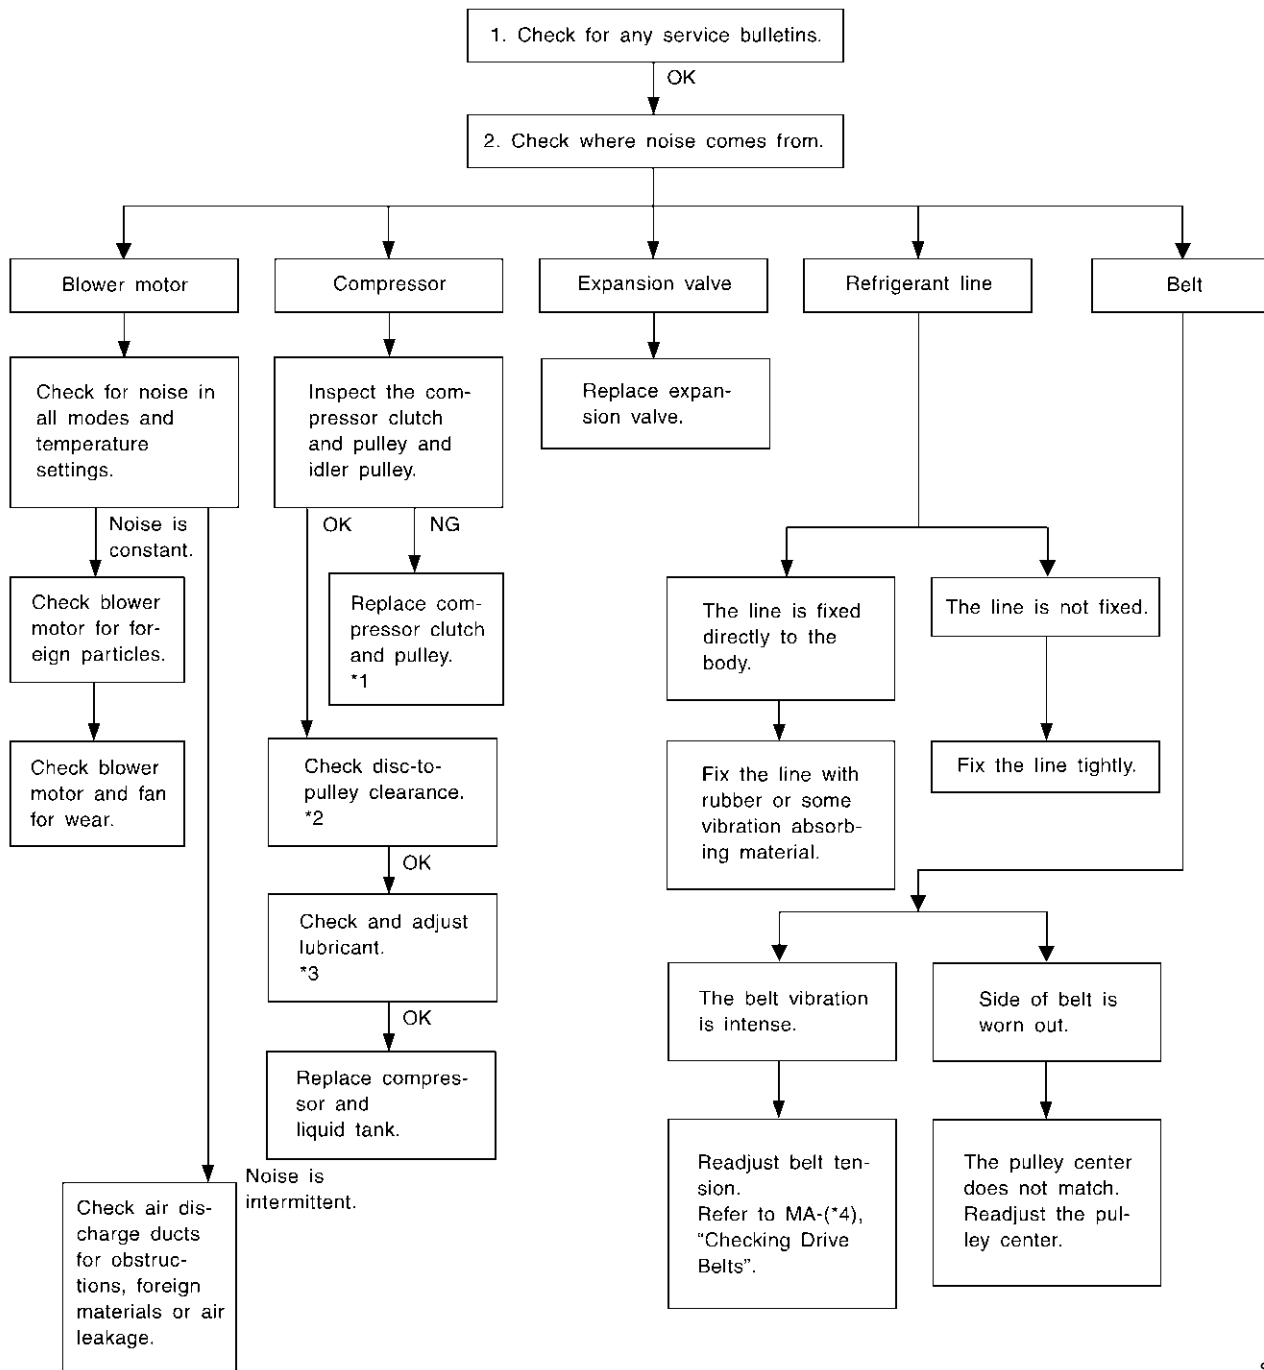 1. Check for any service bulletins.
OK
2. Check where noise comes from.
Blower motor
Compressor
Expansion valve
Refrigerant line
Belt
Check for noise in
all modes and
temperature
settings.
Inspect the com-
pressor clutch
and pulley and
idler pulley.
Replace expan-
sion valve.
Noise is
constant.
OK
NG
Check blower
motor for for-
eign particles.
Replace com-
pressor clutch
and pulley.
*1
The line is fixed
directly to the
body.
The line is not fixed.
Check blower
motor and fan
for wear.
Check disc-to-
pulley clearance.
*2
Fix the line with
rubber or some
vibration absorb-
ing material.
Fix the line tightly.
OK
Check and adjust
lubricant.
*3
OK
The belt vibration
is intense.
Side of belt is
worn out.
Replace compres-
sor and
liquid tank.
Noise is
intermittent.
Check air dis-
charge ducts
for obstruc-
tions, foreign
materials or air
leakage.
Readjust belt ten-
sion.
Refer to MA-(*4),
“Checking Drive
Belts”.
The pulley center
does not match.
Readjust the pul-
ley center.